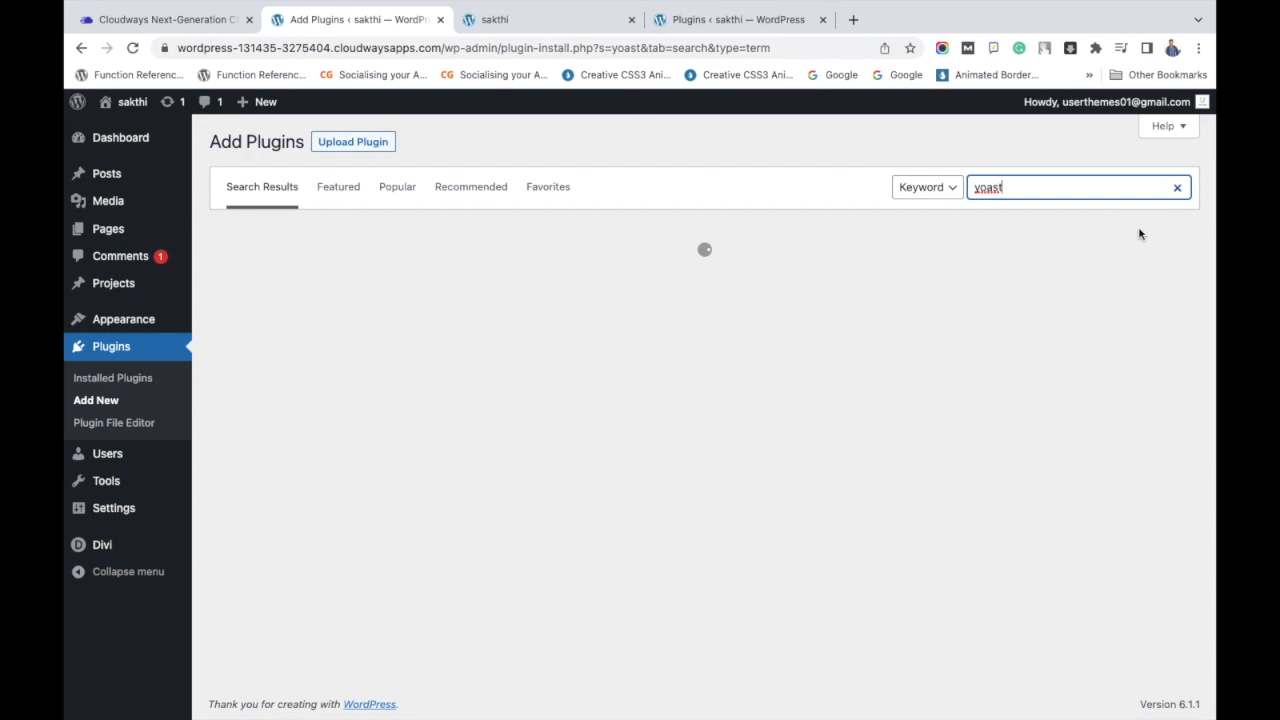 Cloudways Next-Generation C
Add Plugins ‹ sakthi — WordPr
sakthi
Plugins ‹ sakthi — WordPress
wordpress-131435-3275404.cloudwaysapps.com/wp-admin/plugin-install.php?s=yoast&tab=search&type=term
Function Referenc...
Function Referenc...
CG Socialising your A...
CG Socialising your A...
Creative CSS3 Ani...
Creative CSS3 Ani...
Google
Google
Animated Border...
»
Other Bookmarks
sakthi
1
1
+ New
Howdy, userthemes01@gmail.com
Help
Add Plugins
Upload Plugin
Search Results
Featured
Popular
Recommended
Favorites
Keyword
yoast
Dashboard
Posts
Media
Pages
Comments 1
Projects
Appearance
Plugins
Installed Plugins
Add New
Plugin File Editor
Users
Tools
Settings
D Divi
Collapse menu
Thank you for creating with WordPress.
Version 6.1.1